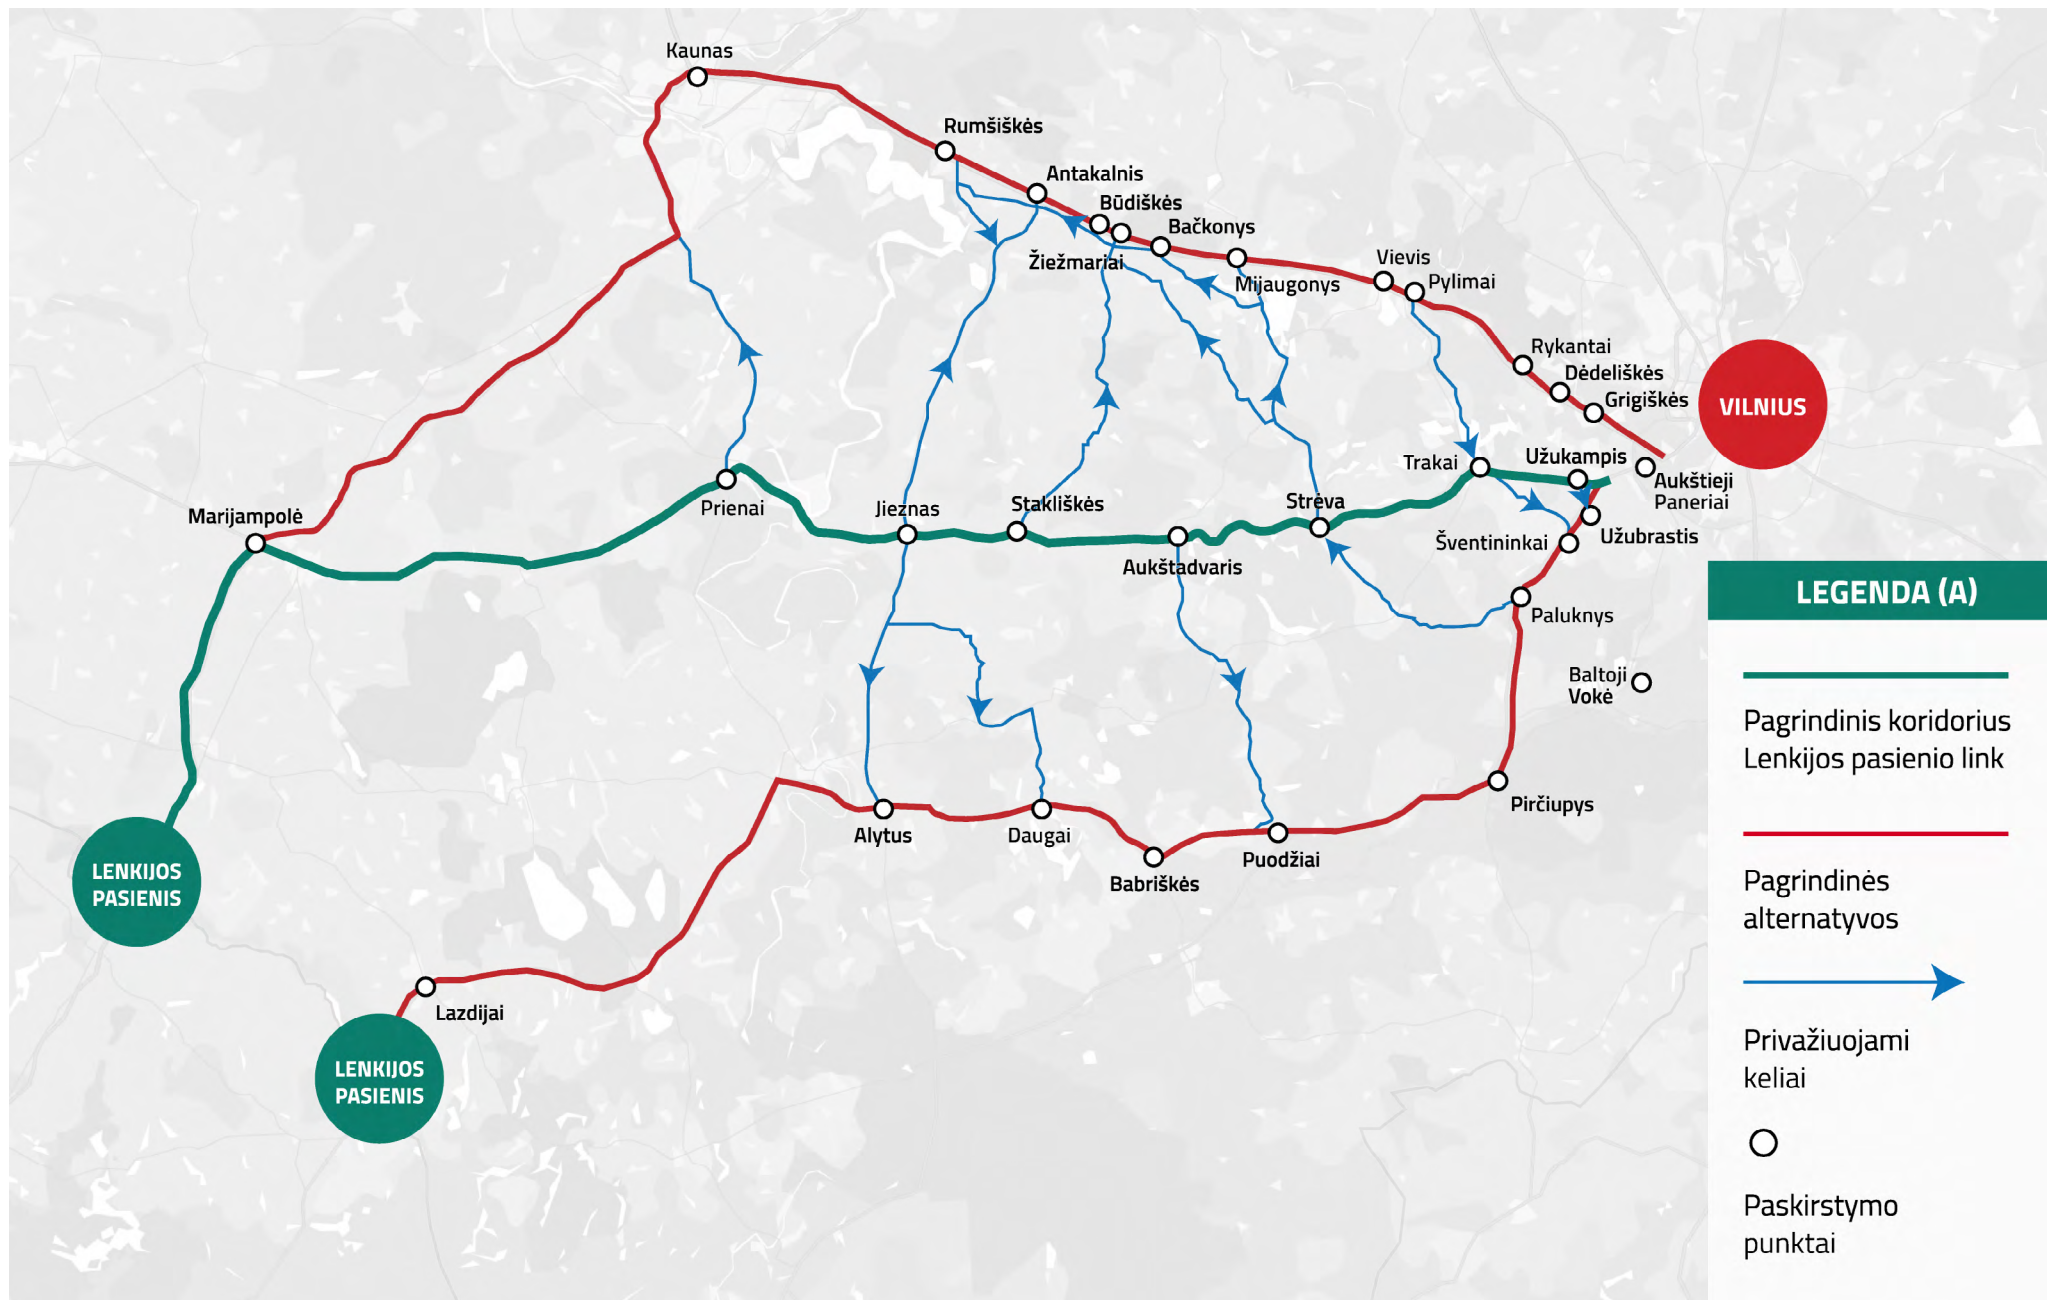 Kaunas
Rumšiškės
Antakalnis
Būdiškės
Bačkonys
Žiežmariai
Mijaugonys
Vievis
Pylimai
Rykantai
Dėdeliškės
Grigiškės
VILNIUS
Trakai
Užukampis
Aukštieji
Paneriai
Marijampolė
Prienai
Jieznas
Stakliškės
Strėva
Aukštadvaris
Šventininkai
Užubrastis
Paluknys
Baltoji
Vokė
Pirčiupys
Alytus
Daugai
Babriškės
Puodžiai
LENKIJOS
PASIENIS
Lazdijai
LENKIJOS
PASIENIS
LEGENDA (A)
Pagrindinis koridorius
Lenkijos pasienio link
Pagrindinės
alternatyvos
Privažiuojami
keliai
Paskirstymo
punktai